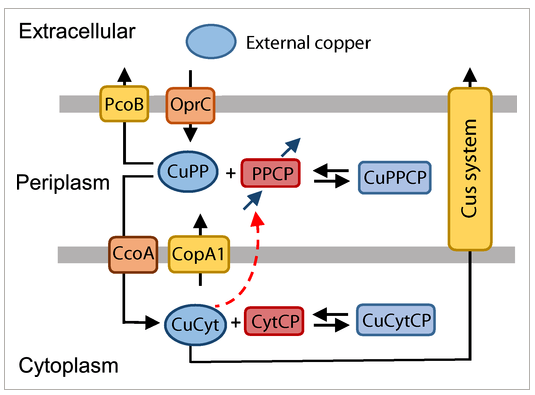 Extracellular
External copper
PcoB
OprC
Periplasm
CuPP
+
PPCP
CuPPCP
Cus system
CcoA
CopA1
CuCyt
+
CytCP
CuCytCP
Cytoplasm